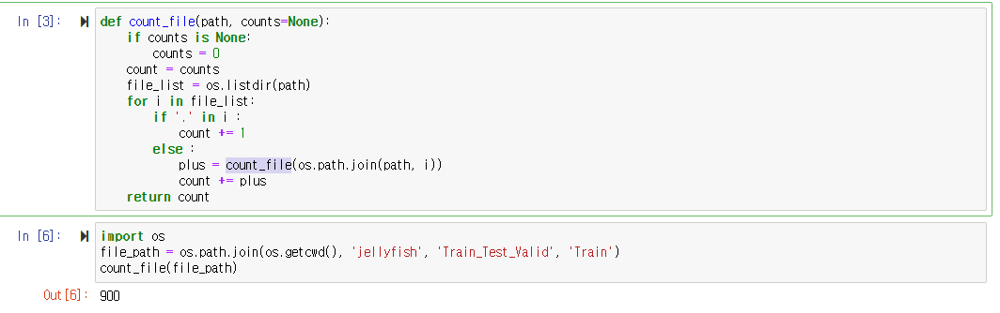 In [3]:
def count_file(path, counts=None):
    if counts is None:
        counts = 0
    count = counts
    file_list = os.listdir(path)
    for i in file_list:
        if '.' in i :
            count += 1
        else :
            plus = count_file(os.path.join(path, i))
            count += plus
    return count
In [6]:
import os
file_path = os.path.join(os.getcwd(), 'jellyfish', 'Train_Test_Valid', 'Train')
count_file(file_path)
Out[6]: 900